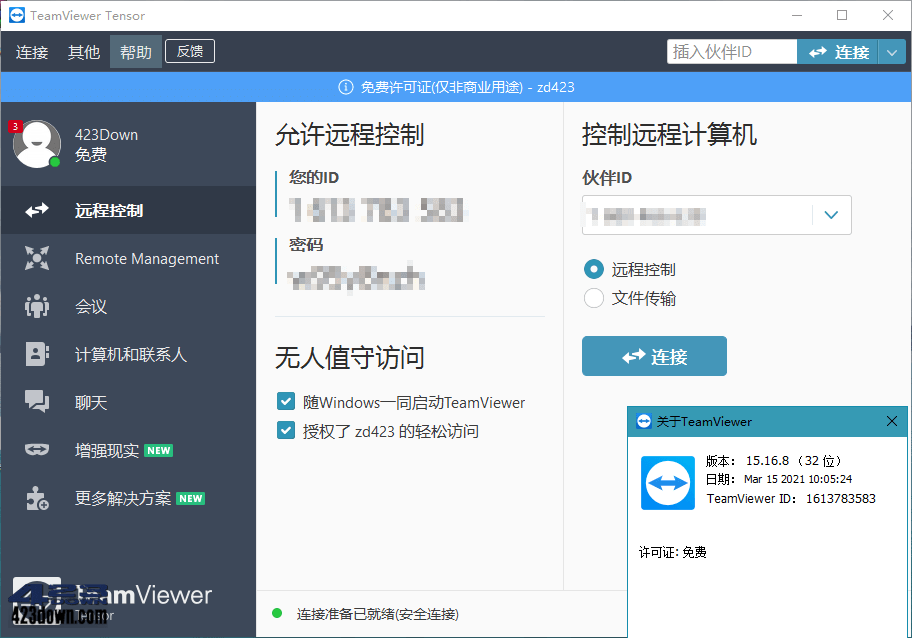 TeamViewer Tensor
连接 其他 帮助 反馈 插入伙伴ID 连接
免费许可证(仅非商业用途) - zd423
3
423Down
免费
远程控制
Remote Management
会议
计算机和联系人
聊天
增强现实 NEW
更多解决方案 NEW
TeamViewer
423down.com
允许远程控制
您的ID
密码
无人值守访问
随Windows一同启动TeamViewer
授权了 zd423 的轻松访问
连接准备已就绪(安全连接)
控制远程计算机
伙伴ID
远程控制
文件传输
连接
关于TeamViewer
版本： 15.16.8 （32 位）
日期： Mar 15 2021 10:05:24
TeamViewer ID： 1613783583
许可证: 免费